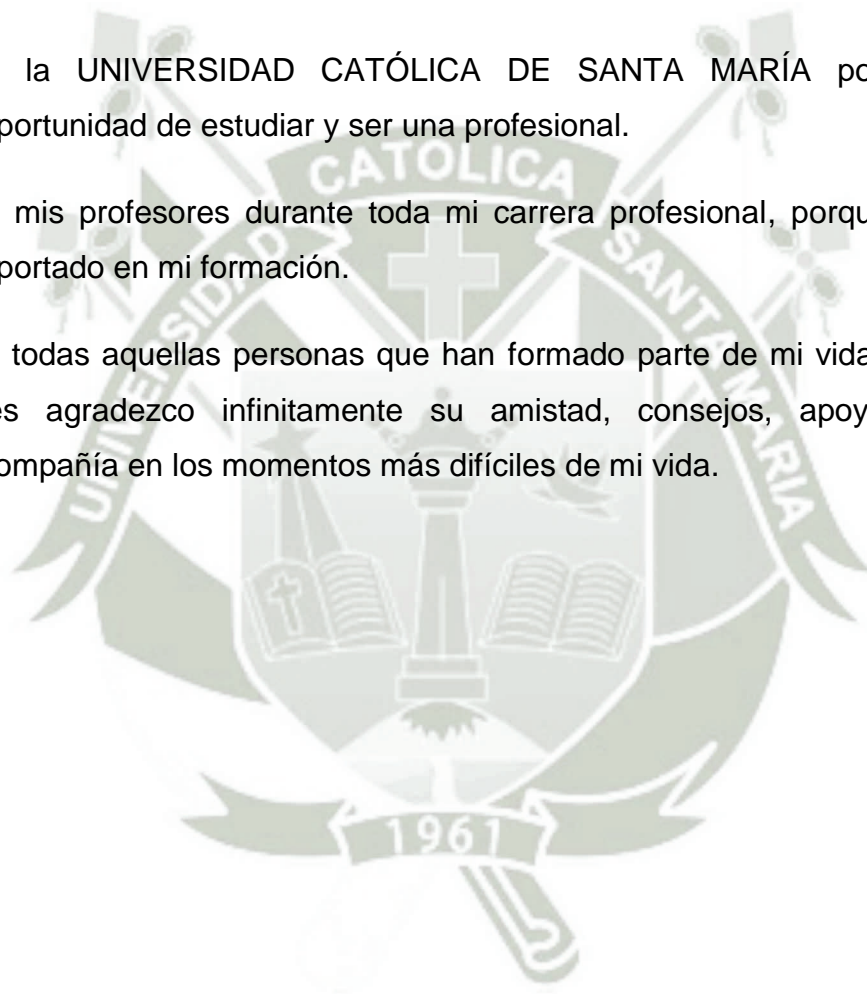 la UNIVERSIDAD CATÓLICA DE SANTA MARÍA po
portunidad de estudiar y ser una profesional.
mis profesores durante toda mi carrera profesional, porqu
portado en mi formación.
todas aquellas personas que han formado parte de mi vida
es agradezco infinitamente su amistad, consejos, apoy
ompañía en los momentos más difíciles de mi vida.
UNIVERSIDAD CATOLICA SANTA MARIA
1961